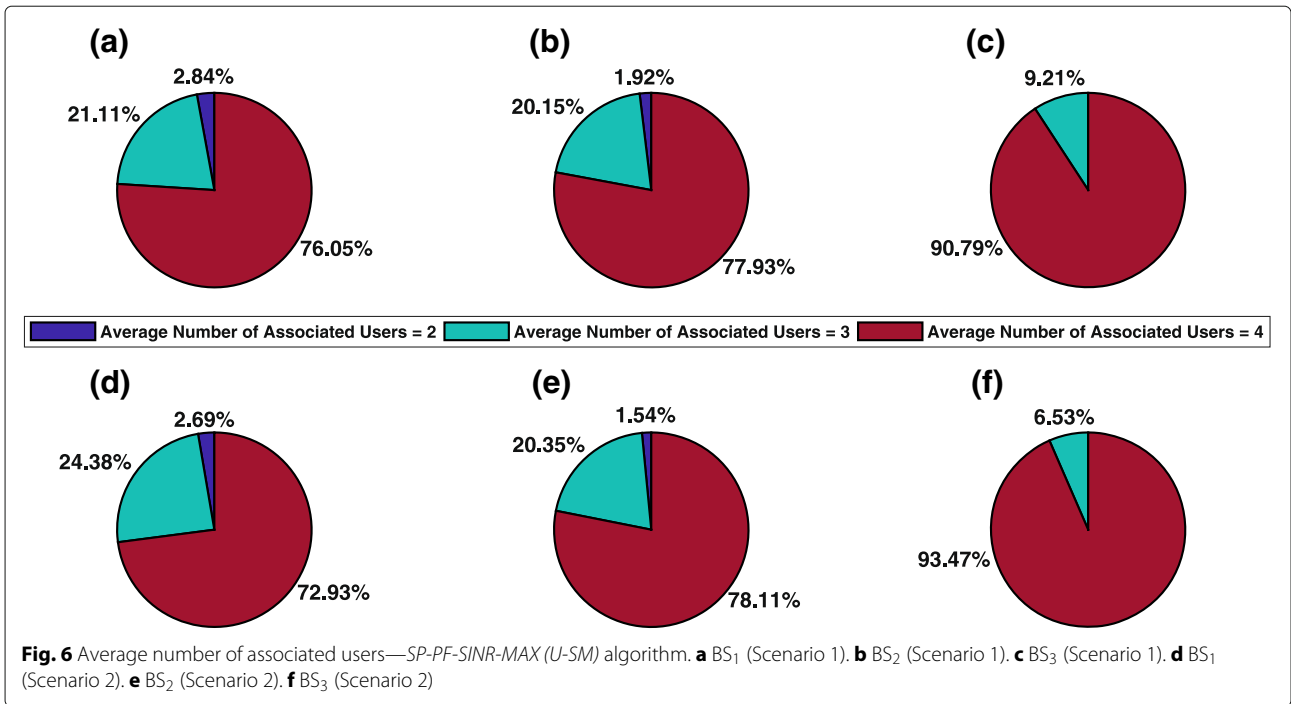 (a)
2.84%
21.11%
76.05%
(b)
1.92%
20.15%
77.93%
(c)
9.21%
90.79%
Average Number of Associated Users = 2
Average Number of Associated Users = 3
Average Number of Associated Users = 4
(d)
2.69%
24.38%
72.93%
(e)
1.54%
20.35%
78.11%
(f)
6.53%
93.47%
Fig. 6 Average number of associated users—SP-PF-SINR-MAX (U-SM) algorithm. a BS₁ (Scenario 1). b BS₂ (Scenario 1). c BS₃ (Scenario 1). d BS₁
(Scenario 2). e BS₂ (Scenario 2). f BS₃ (Scenario 2)